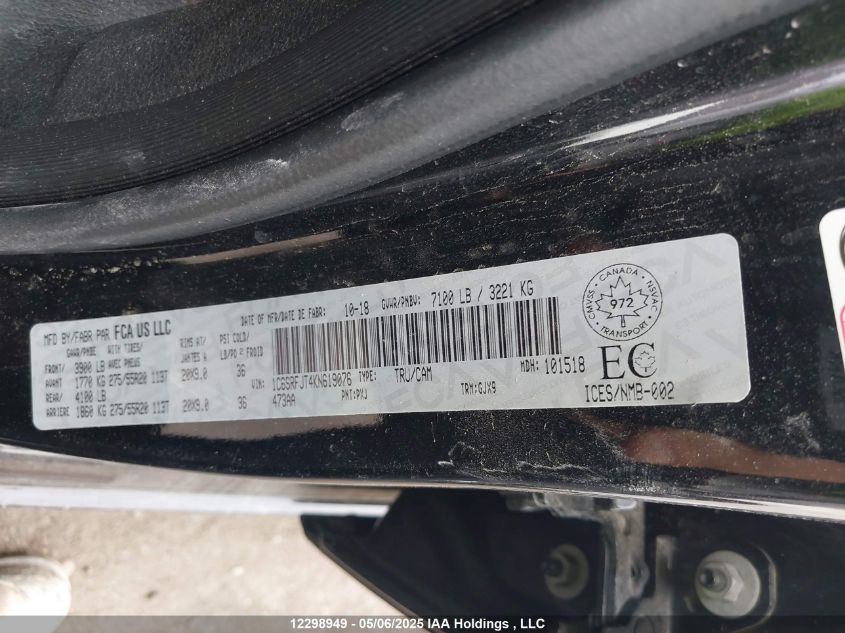 MFD BY/FABR PAR FCA US LLC
DATE OF MFR/DATE DE FABR: 10-18 GVWR/PNBV: 7100 LB / 3221 KG
GAWR/PNBE WITH TIRES/ RIMS AT/ PSI COLD/
AVEC PNEUS JANTES A LB/PO 2 FROID
FRONT/ 3900 LB
AVANT 1770 KG 275/55R20 113T 20X9.0 36
REAR/ 4100 LB
ARRIERE 1860 KG 275/55R20 113T 20X9.0 36
VIN: 1C6SRFJT4KN619076 TYPE: TRU/CAM MDH: 101518
473AA PNT:PXJ TRM:GJX9
CANADA
CMVSS NSVAC
972
TRANSPORT
EC
ICES/NMB-002
12298949 - 05/06/2025 IAA Holdings , LLC